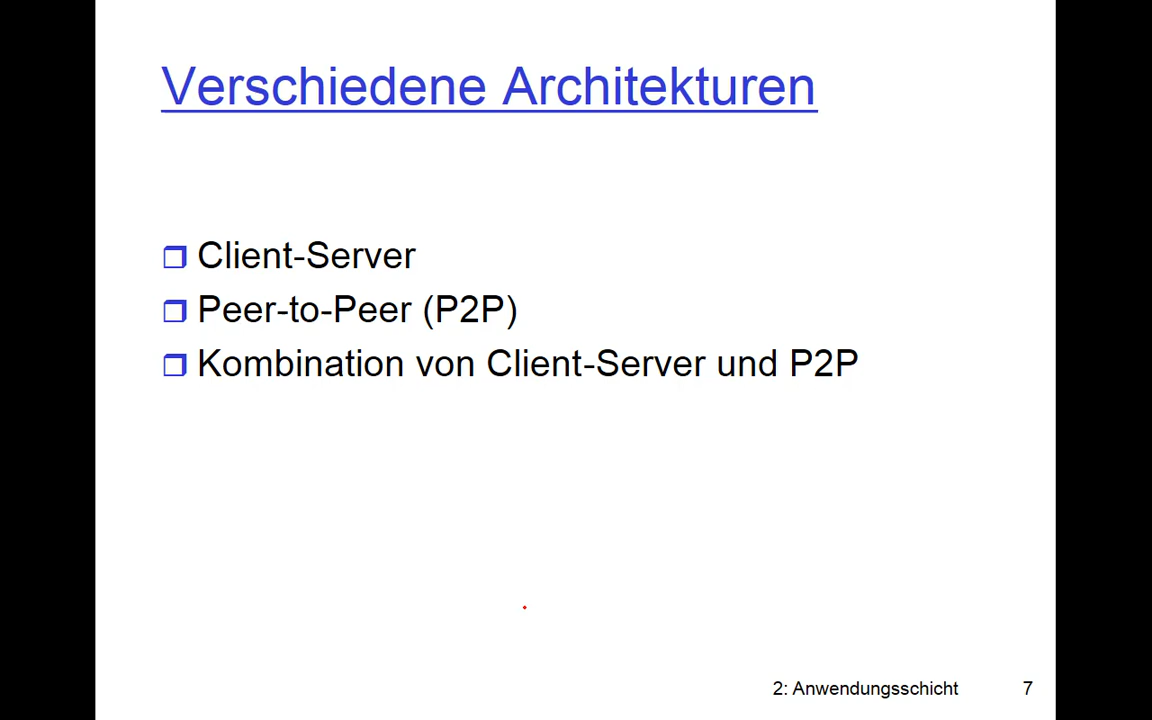 Verschiedene Architekturen
Client-Server
Peer-to-Peer (P2P)
Kombination von Client-Server und P2P
2: Anwendungsschicht 7